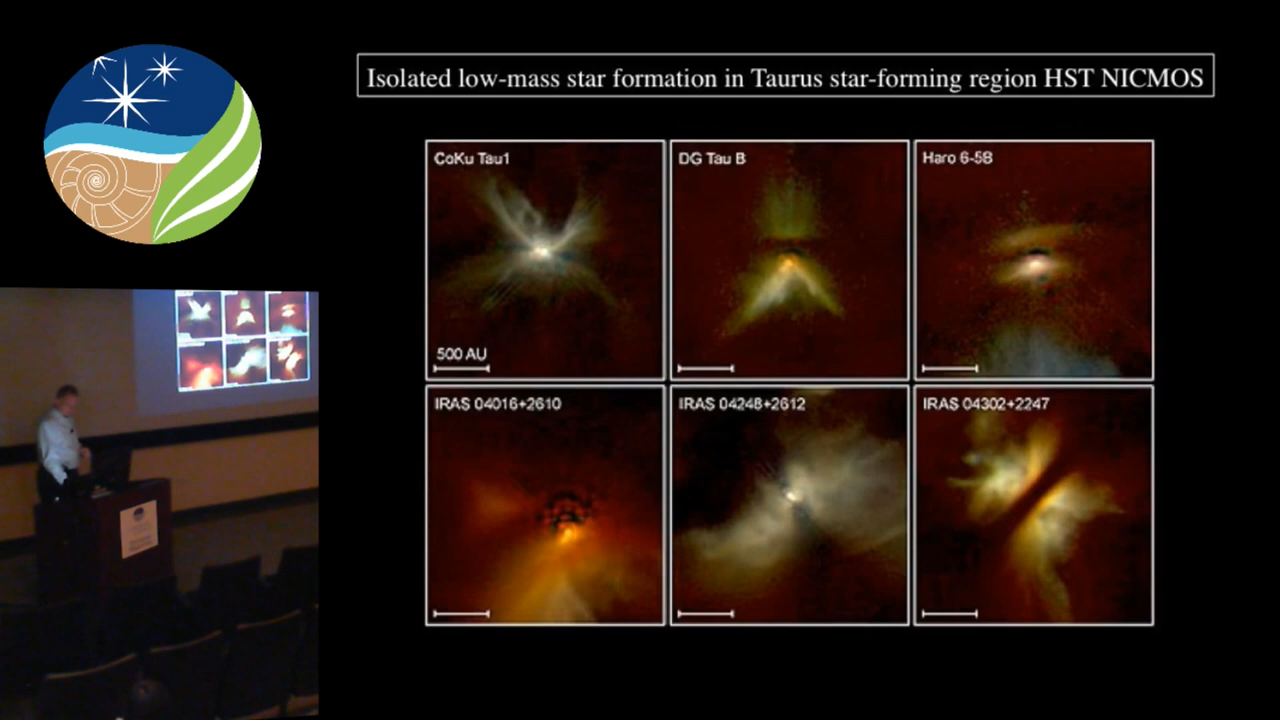 Isolated low-mass star formation in Taurus star-forming region HST NICMOS
CoKu Tau1
DG Tau B
Haro 6-5B
500 AU
IRAS 04016+2610
IRAS 04248+2612
IRAS 04302+2247